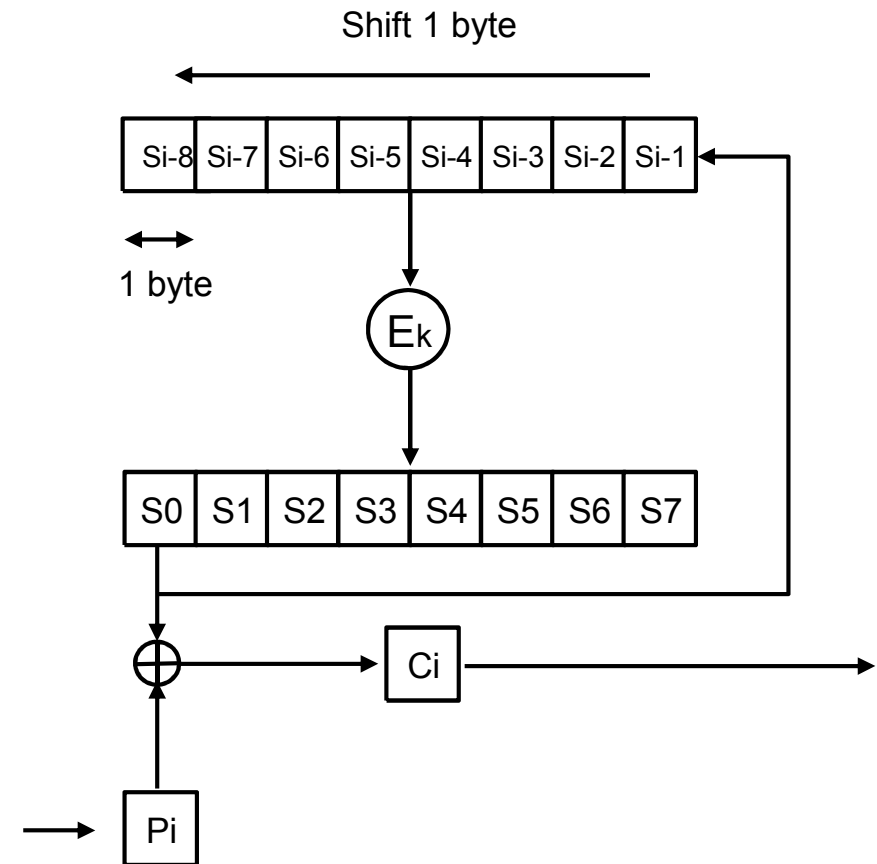 Shift 1 byte
Si-8 Si-7 Si-6 Si-5 Si-4 Si-3 Si-2 Si-1
1 byte
Ek
S0 S1 S2 S3 S4 S5 S6 S7
Ci
Pi